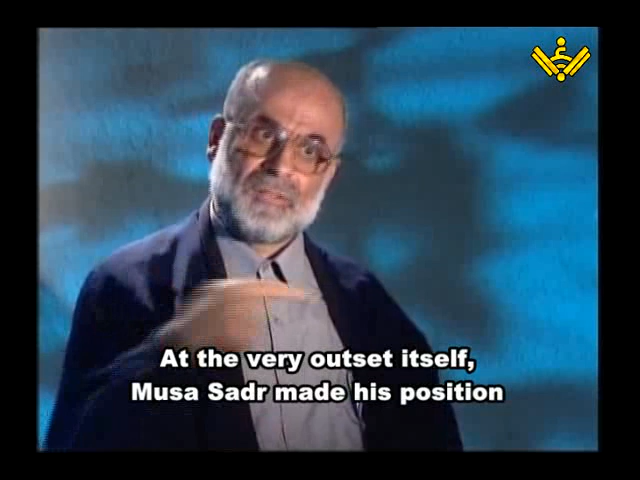 At the very outset itself,
Musa Sadr made his position